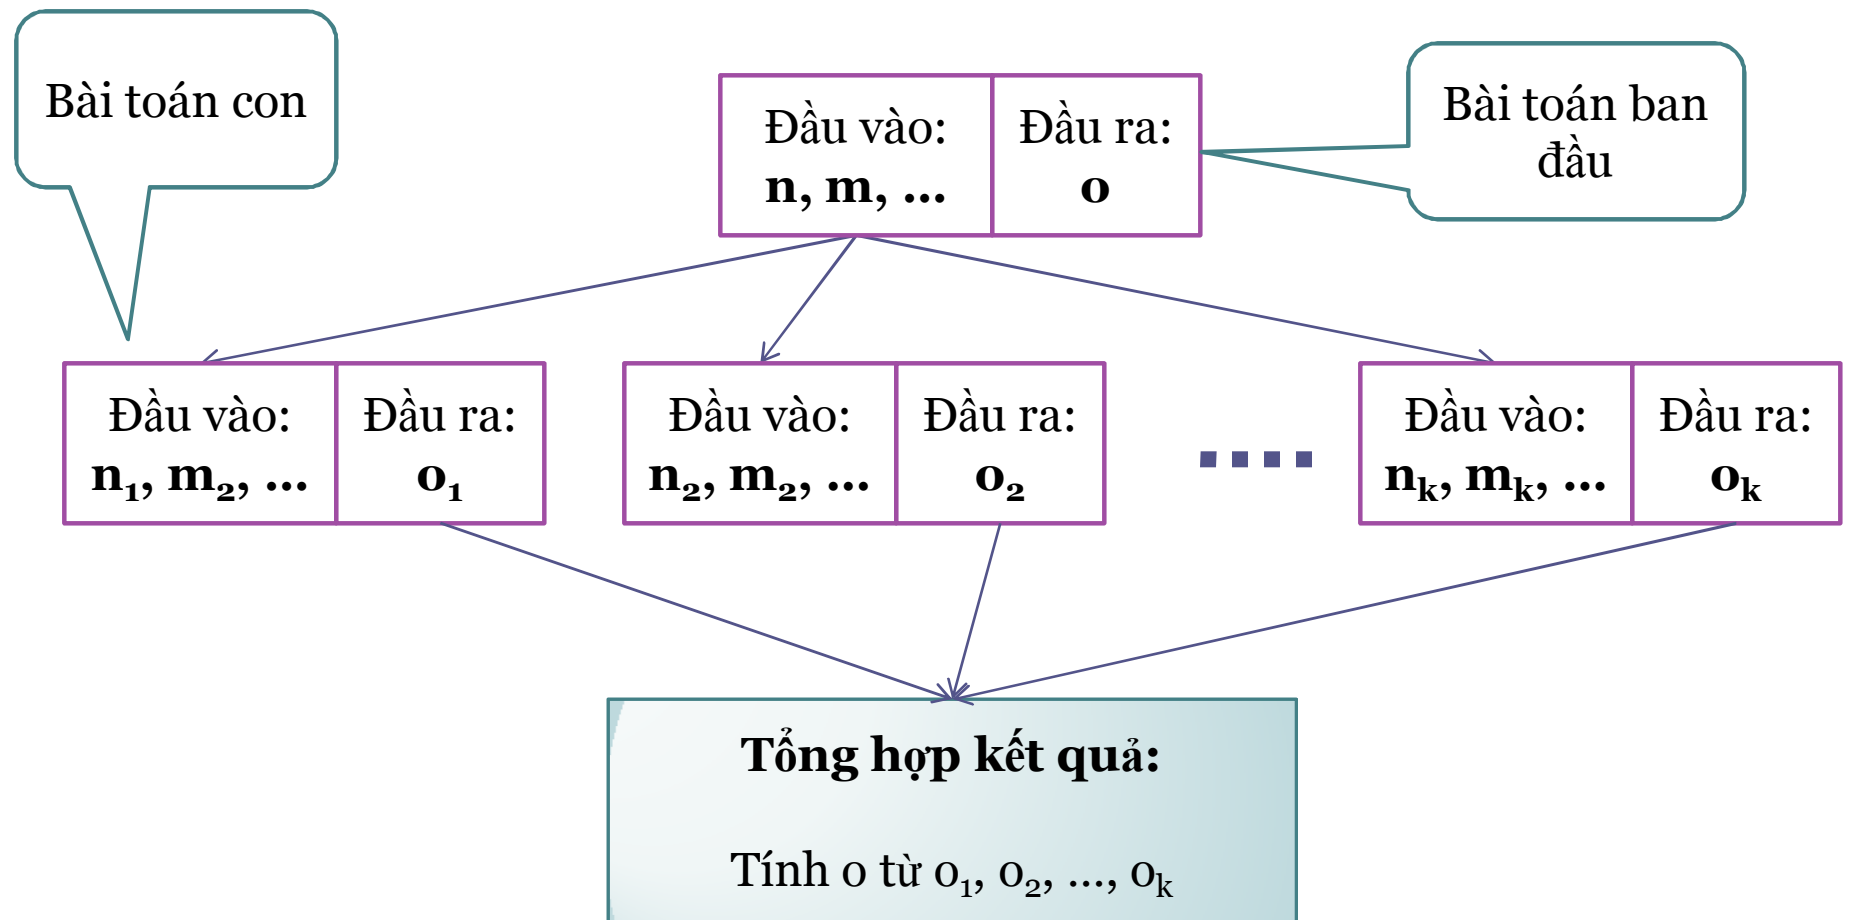 Bài toán con
Đầu vào:
n, m, ...
Đầu ra:
o
Bài toán ban
đầu
Đầu vào:
n₁, m₂, ...
Đầu ra:
o₁
Đầu vào:
n₂, m₂, ...
Đầu ra:
o₂
Đầu vào:
nₖ, mₖ, ...
Đầu ra:
oₖ
Tổng hợp kết quả:
Tính o từ o₁, o₂, ..., oₖ